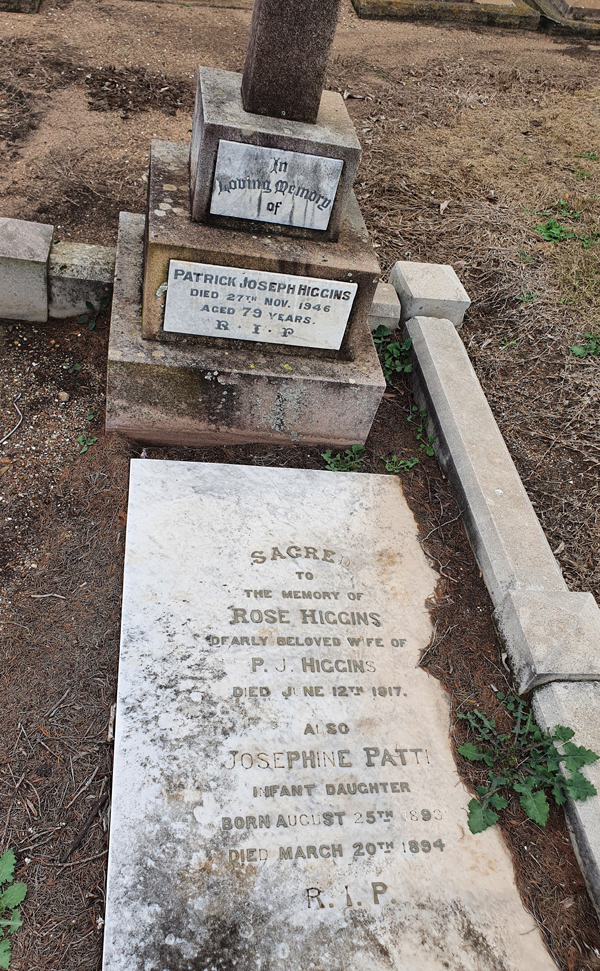 In
Loving Memory
of
PATRICK JOSEPH HIGGINS
DIED 27TH NOV. 1946
AGED 79 YEARS.
R · I · P
SACRED
TO
THE MEMORY OF
ROSE HIGGINS
DEARLY BELOVED WIFE OF
P. J. HIGGINS
DIED JUNE 12TH 1917.
ALSO
JOSEPHINE PATTI
INFANT DAUGHTER
BORN AUGUST 25TH 1893
DIED MARCH 20TH 1894
R. I. P.